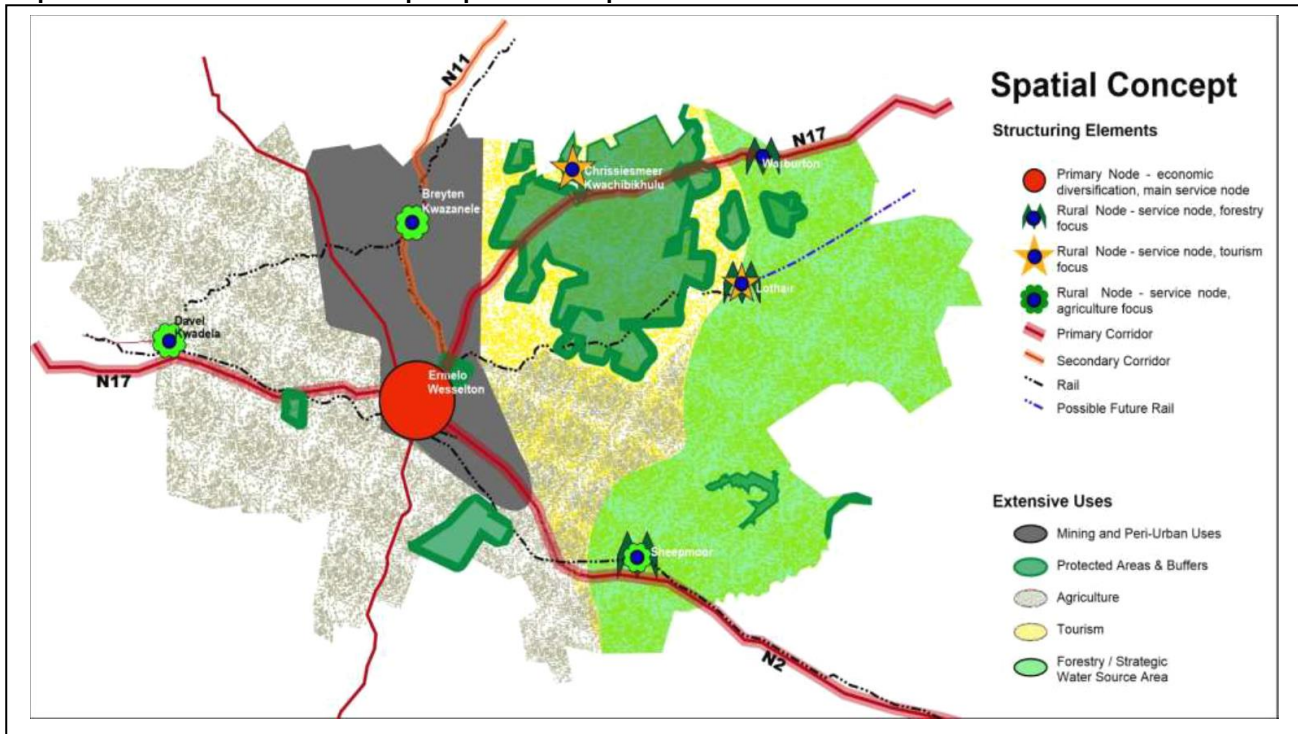 N11
N17
Breyten
Kwazanele
Chrissiesmeer
Kwachibikhulu
Warburton
Lothair
Davel
Kwadela
N17
Ermelo
Wesselton
Sheepmoor
N2
Spatial Concept
Structuring Elements
Primary Node - economic
diversification, main service node
Rural Node - service node, forestry
focus
Rural Node - service node, tourism
focus
Rural Node - service node,
agriculture focus
Primary Corridor
Secondary Corridor
Rail
Possible Future Rail
Extensive Uses
Mining and Peri-Urban Uses
Protected Areas & Buffers
Agriculture
Tourism
Forestry / Strategic
Water Source Area